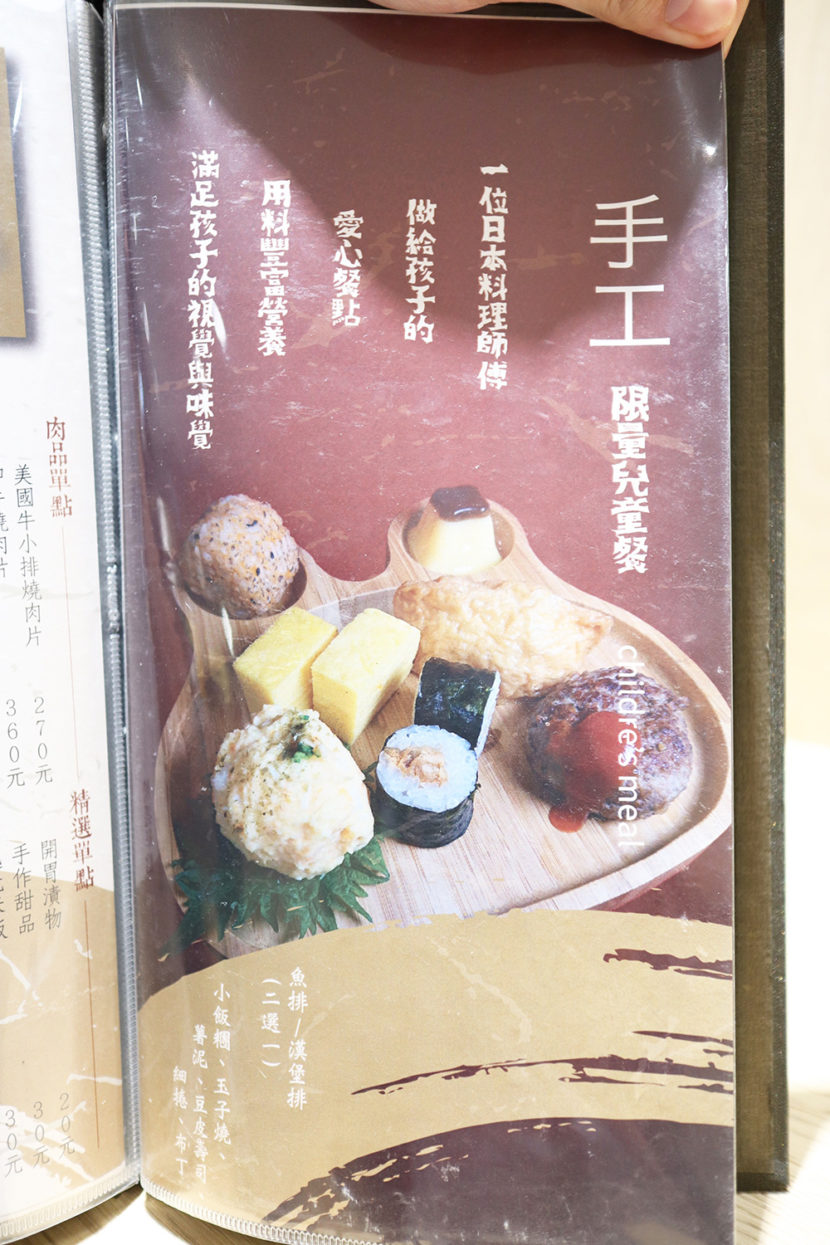 手工
限量兒童餐
childre's meal
一位日本料理師傅
做給孩子的
愛心餐點
用料豐富營養
滿足孩子的視覺與味覺
魚排/漢堡排
(二選一)
小飯糰、玉子燒、
薯泥、豆皮壽司、
細捲、布丁
肉品單點
美國牛小排燒肉片
270元
360元
精選單點
開胃漬物
手作甜品
20元
30元
30元